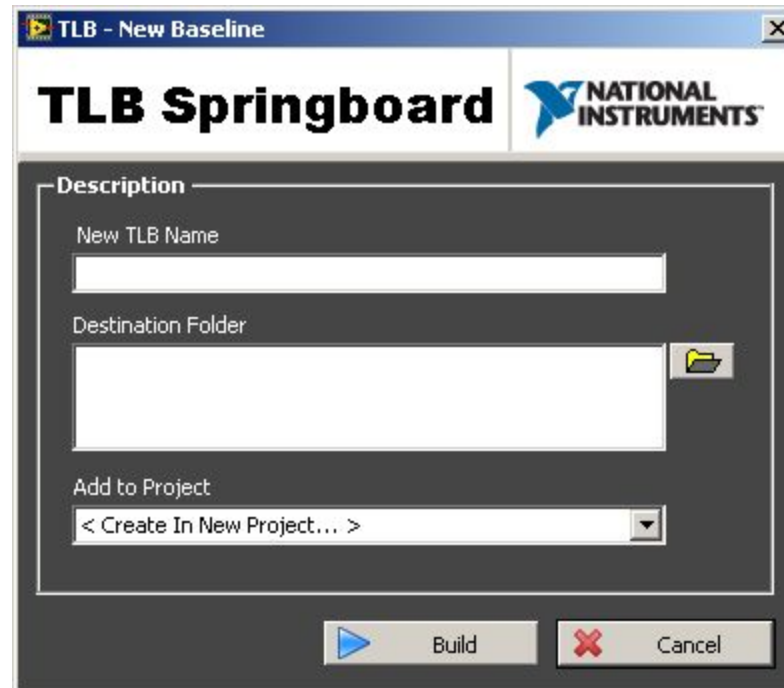 TLB - New Baseline
TLB Springboard
NATIONAL
INSTRUMENTS
Description
New TLB Name
Destination Folder
Add to Project
< Create In New Project... >
Build
Cancel